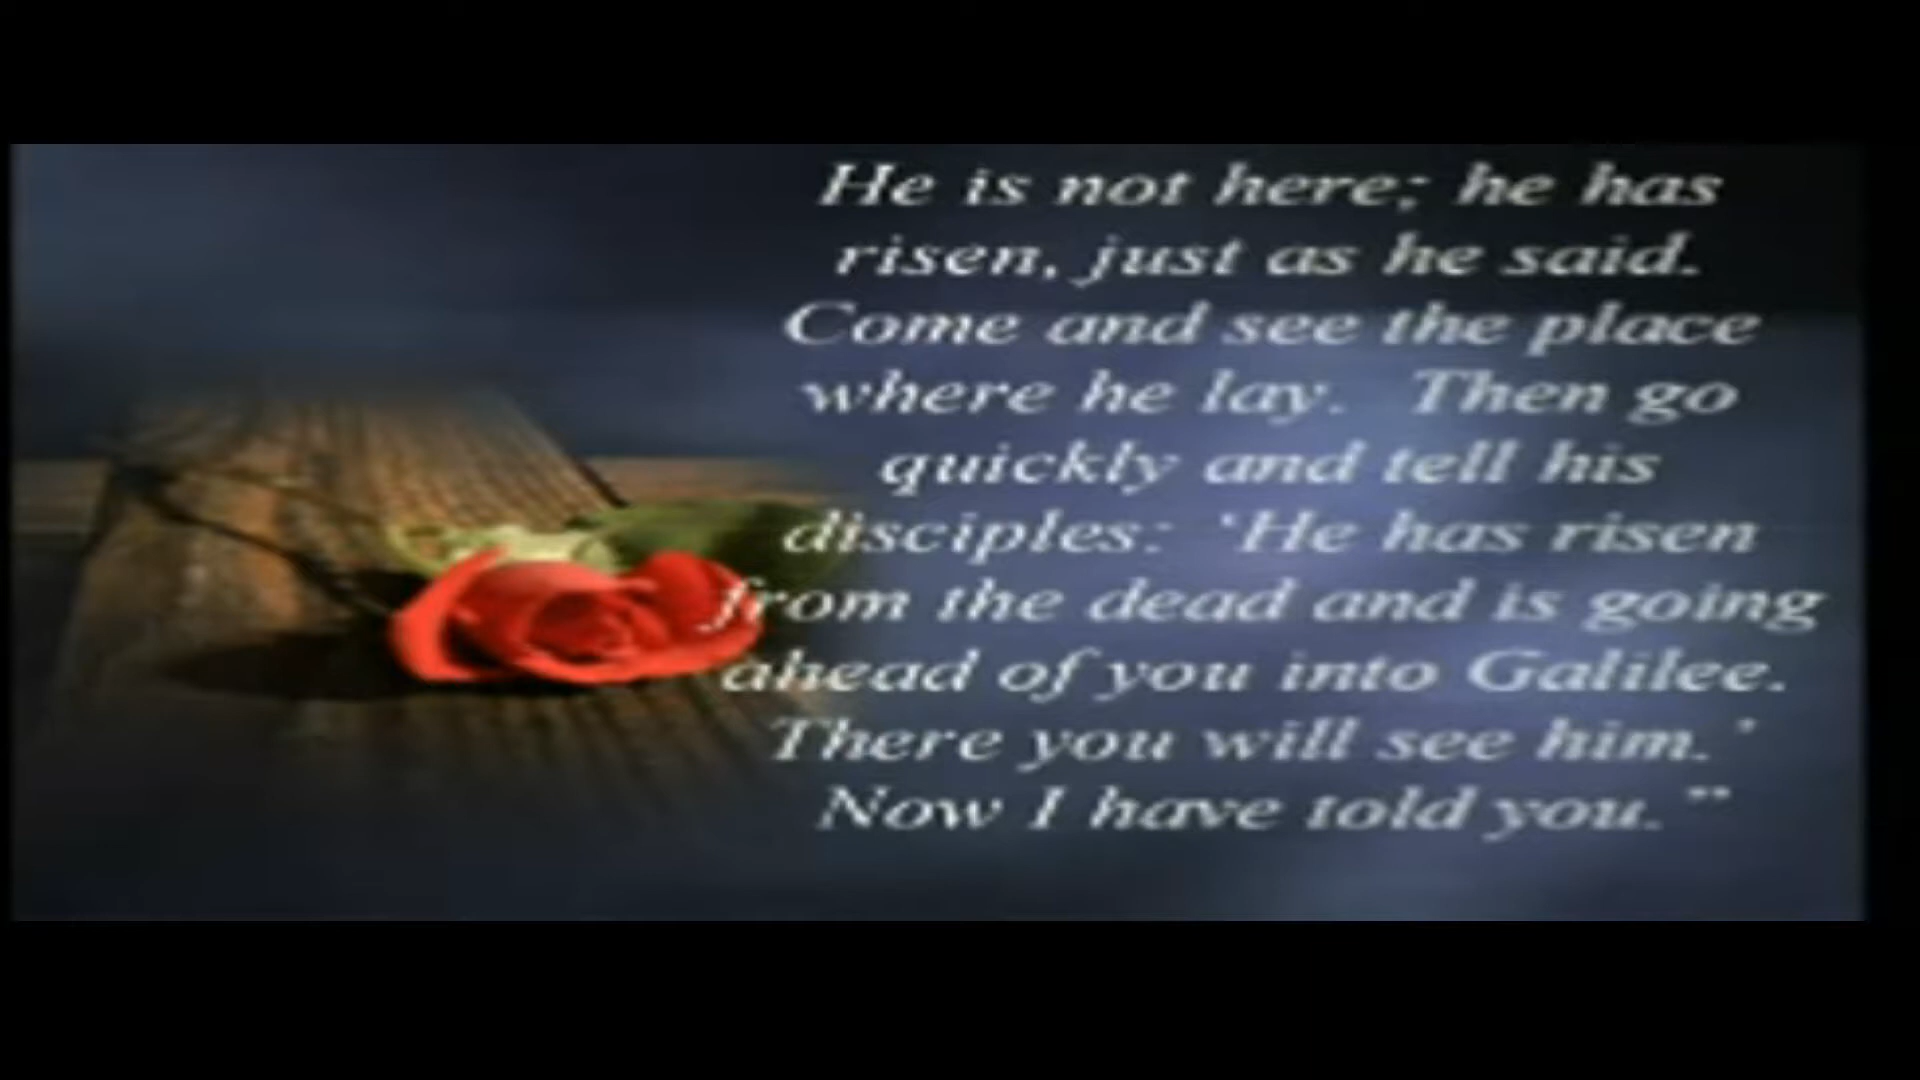 He is not here; he has
risen, just as he said.
Come and see the place
where he lay. Then go
quickly and tell his
disciples: 'He has risen
from the dead and is going
ahead of you into Galilee.
There you will see him.'
Now I have told you."